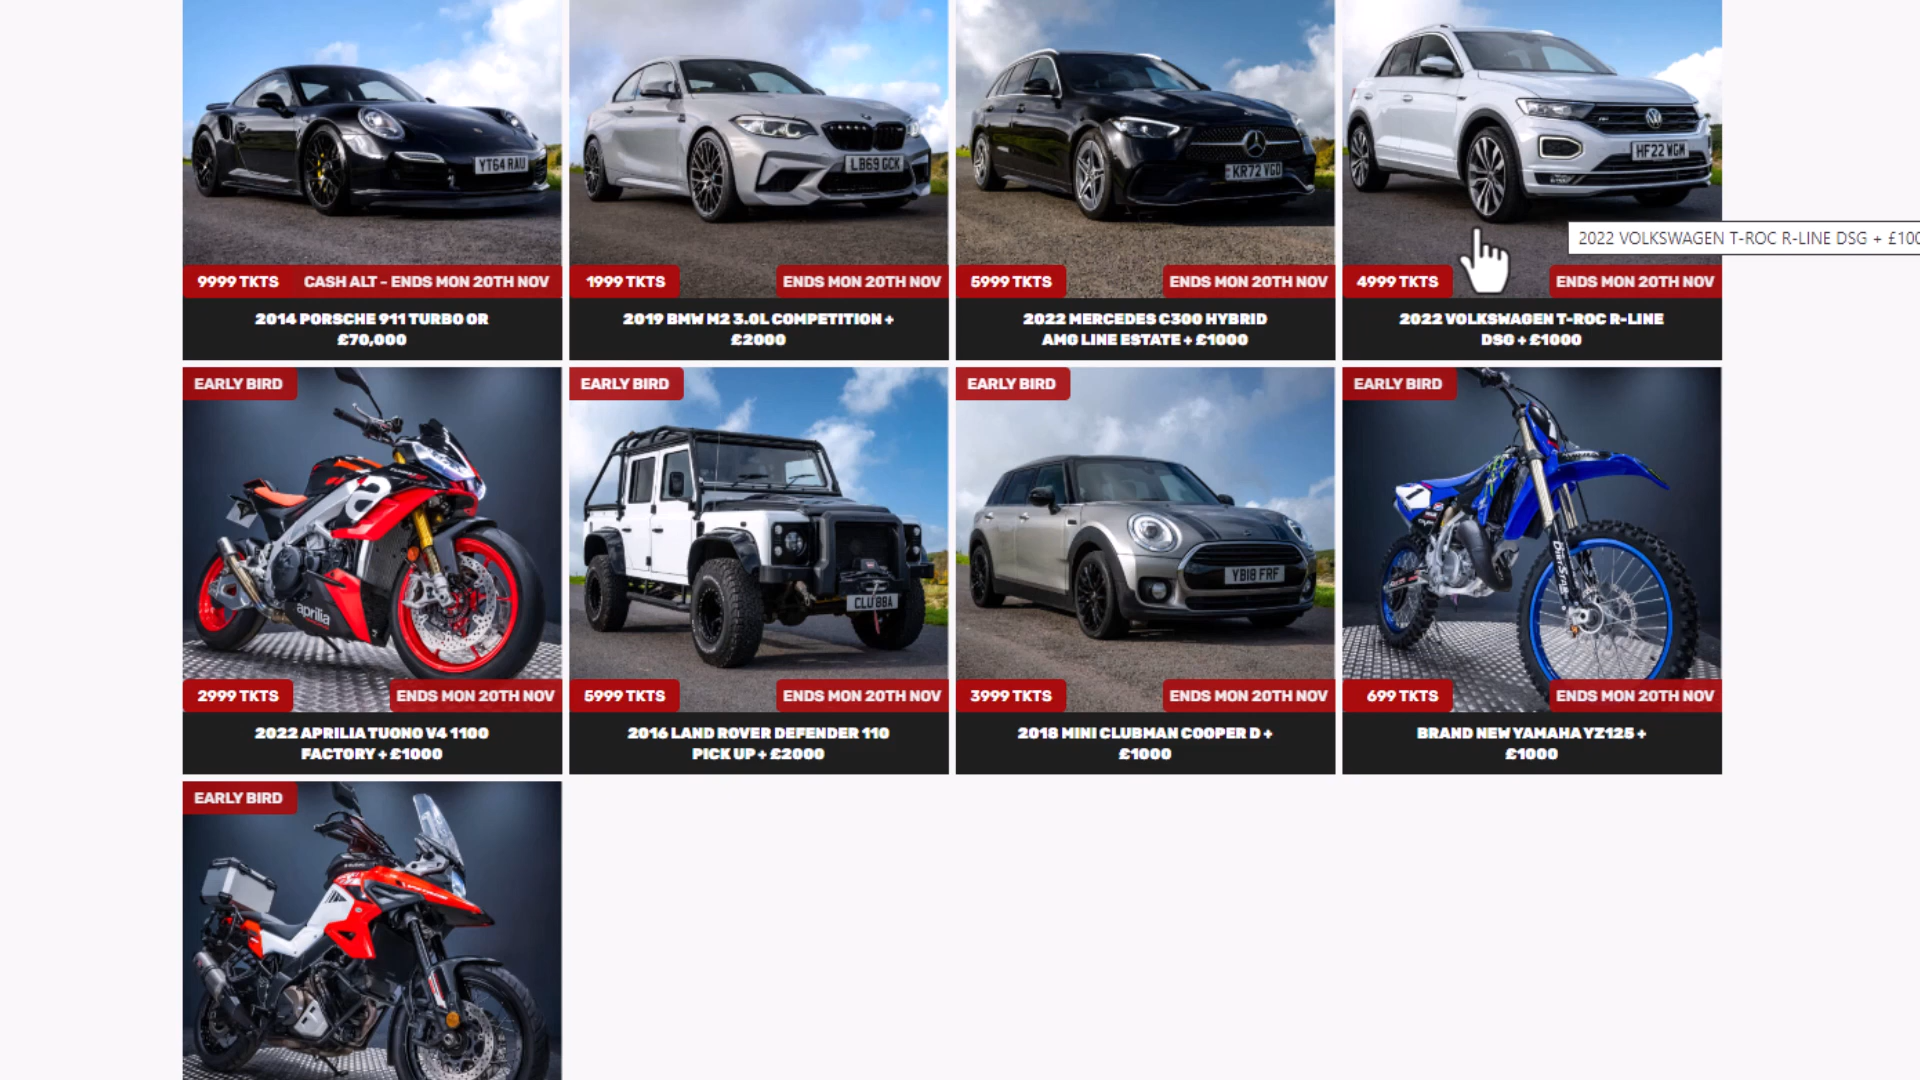 YT64 RAU
LB69 GCK
KR72 VGO
HF22 WGM
2022 VOLKSWAGEN T-ROC R-LINE DSG + £100
9999 TKTS
CASH ALT - ENDS MON 20TH NOV
1999 TKTS
ENDS MON 20TH NOV
5999 TKTS
ENDS MON 20TH NOV
4999 TKTS
ENDS MON 20TH NOV
2014 PORSCHE 911 TURBO OR
£70,000
2019 BMW M2 3.0L COMPETITION +
£2000
2022 MERCEDES C300 HYBRID
AMG LINE ESTATE + £1000
2022 VOLKSWAGEN T-ROC R-LINE
DSG + £1000
EARLY BIRD
EARLY BIRD
EARLY BIRD
EARLY BIRD
aprilia
CLU 88A
YB18 FRF
2999 TKTS
ENDS MON 20TH NOV
5999 TKTS
ENDS MON 20TH NOV
3999 TKTS
ENDS MON 20TH NOV
699 TKTS
ENDS MON 20TH NOV
2022 APRILIA TUONO V4 1100
FACTORY + £1000
2016 LAND ROVER DEFENDER 110
PICK UP + £2000
2018 MINI CLUBMAN COOPER D +
£1000
BRAND NEW YAMAHA YZ125 +
£1000
EARLY BIRD